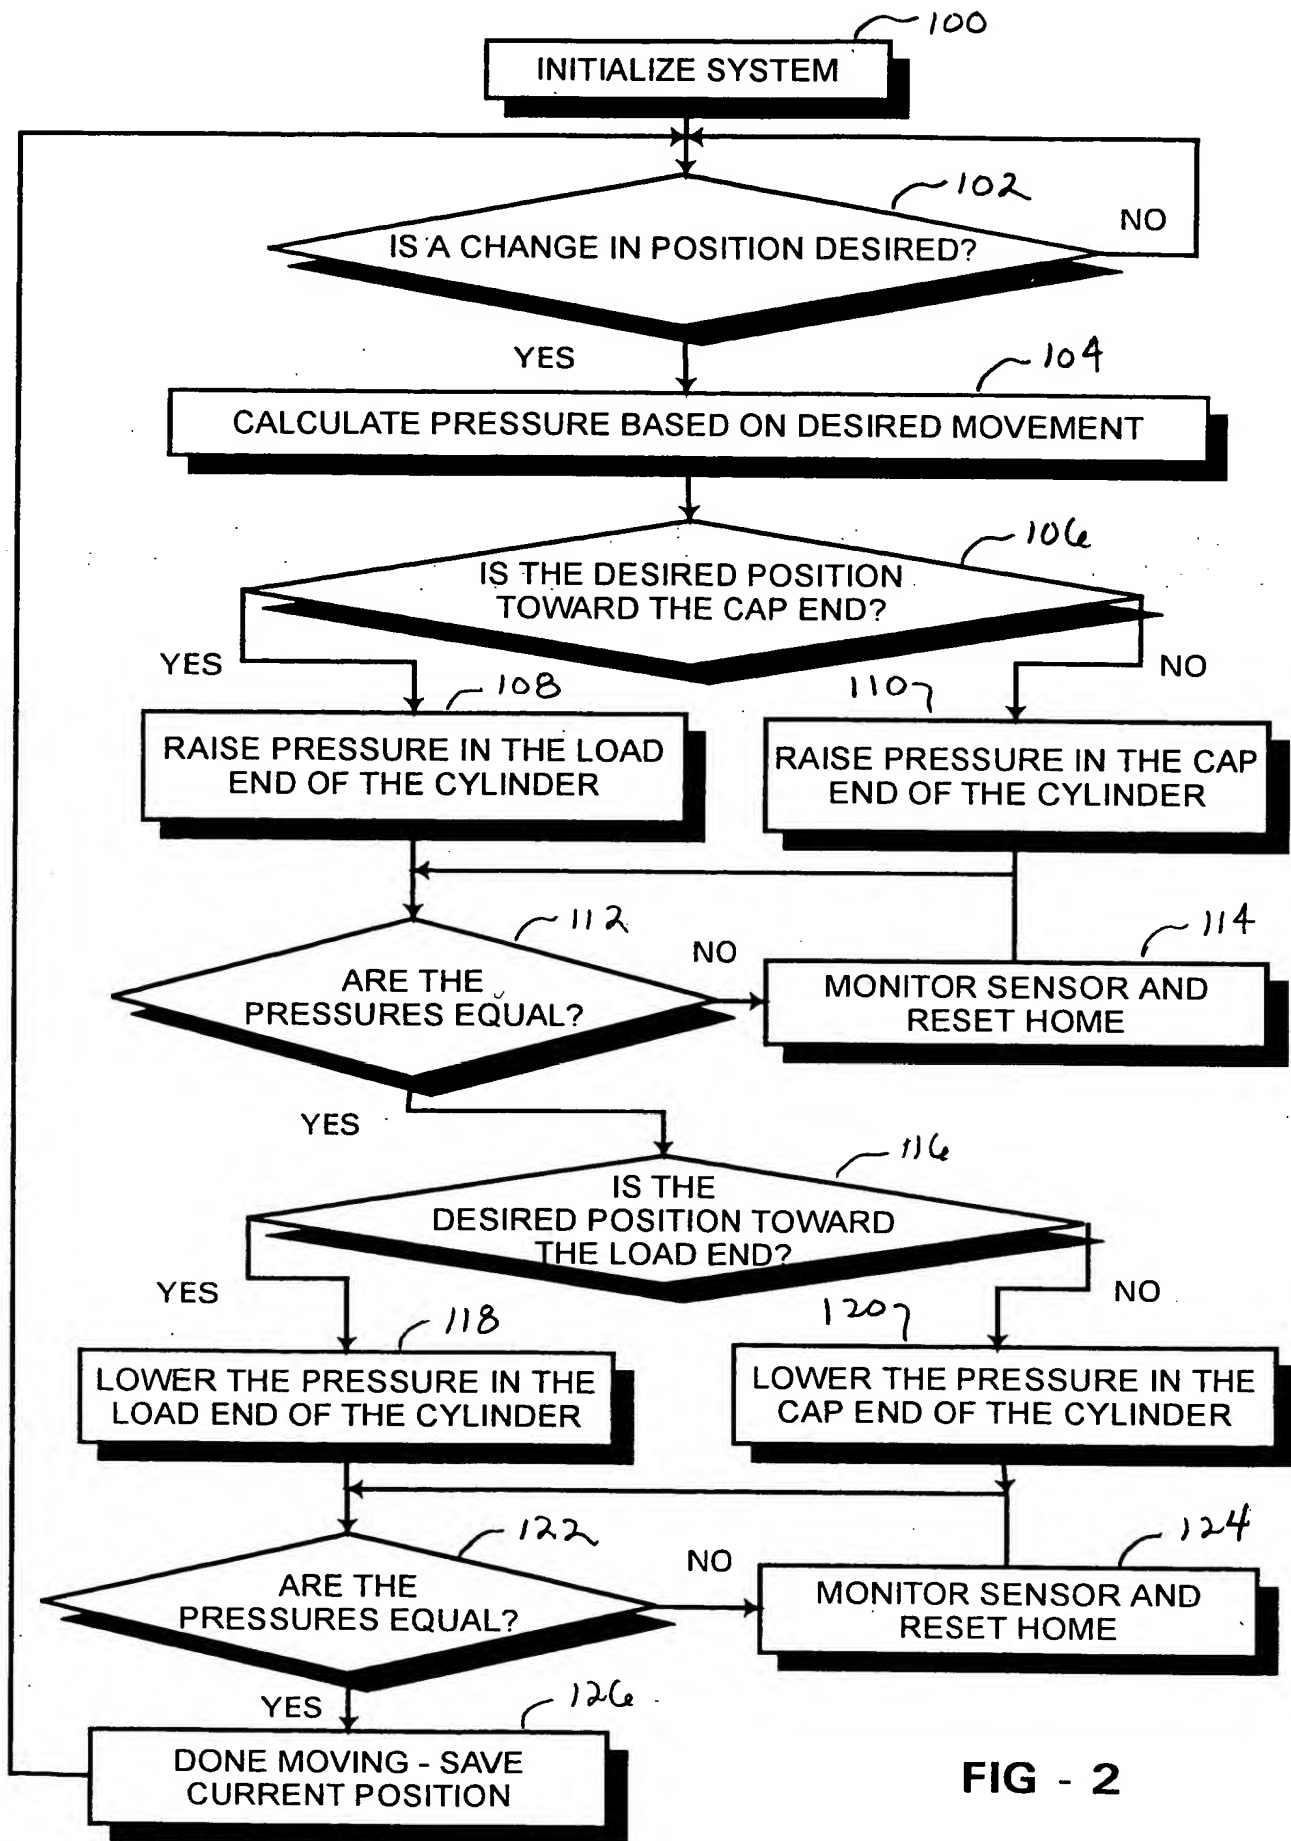 100
INITIALIZE SYSTEM
102
NO
IS A CHANGE IN POSITION DESIRED?
YES
104
CALCULATE PRESSURE BASED ON DESIRED MOVEMENT
106
IS THE DESIRED POSITION
TOWARD THE CAP END?
YES
NO
108
110
RAISE PRESSURE IN THE LOAD
END OF THE CYLINDER
RAISE PRESSURE IN THE CAP
END OF THE CYLINDER
112
114
NO
ARE THE
PRESSURES EQUAL?
MONITOR SENSOR AND
RESET HOME
YES
116
IS THE
DESIRED POSITION TOWARD
THE LOAD END?
YES
NO
118
120
LOWER THE PRESSURE IN THE
LOAD END OF THE CYLINDER
LOWER THE PRESSURE IN THE
CAP END OF THE CYLINDER
122
124
NO
ARE THE
PRESSURES EQUAL?
MONITOR SENSOR AND
RESET HOME
YES
126
DONE MOVING - SAVE
CURRENT POSITION
FIG - 2